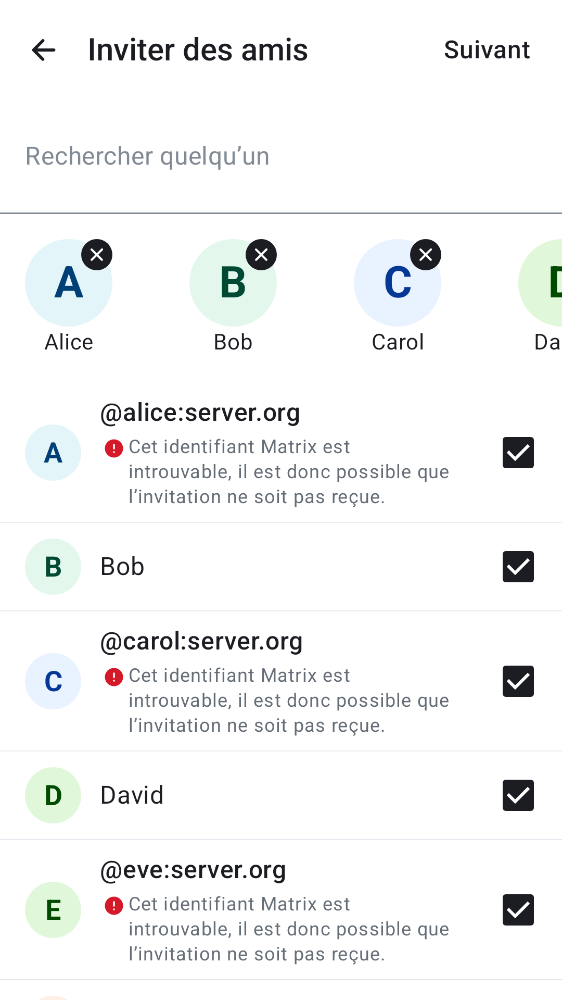 Inviter des amis
Suivant
Rechercher quelqu’un
A
B
C
Alice
Bob
Carol
Da
@alice:server.org
A
Cet identifiant Matrix est
introuvable, il est donc possible que
l’invitation ne soit pas reçue.
B
Bob
@carol:server.org
C
Cet identifiant Matrix est
introuvable, il est donc possible que
l’invitation ne soit pas reçue.
D
David
@eve:server.org
E
Cet identifiant Matrix est
introuvable, il est donc possible que
l’invitation ne soit pas reçue.